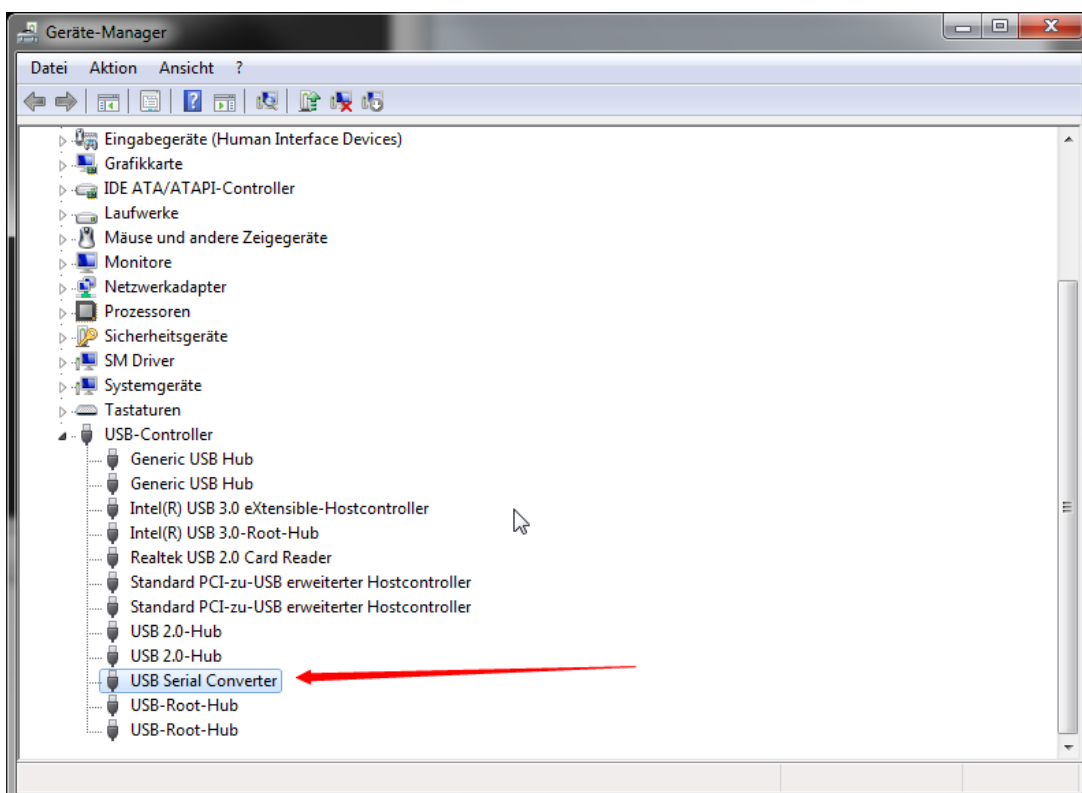 Geräte-Manager
Datei Aktion Ansicht ?
Eingabegeräte (Human Interface Devices)
Grafikkarte
IDE ATA/ATAPI-Controller
Laufwerke
Mäuse und andere Zeigegeräte
Monitore
Netzwerkadapter
Prozessoren
Sicherheitsgeräte
SM Driver
Systemgeräte
Tastaturen
USB-Controller
Generic USB Hub
Generic USB Hub
Intel(R) USB 3.0 eXtensible-Hostcontroller
Intel(R) USB 3.0-Root-Hub
Realtek USB 2.0 Card Reader
Standard PCI-zu-USB erweiterter Hostcontroller
Standard PCI-zu-USB erweiterter Hostcontroller
USB 2.0-Hub
USB 2.0-Hub
USB Serial Converter
USB-Root-Hub
USB-Root-Hub